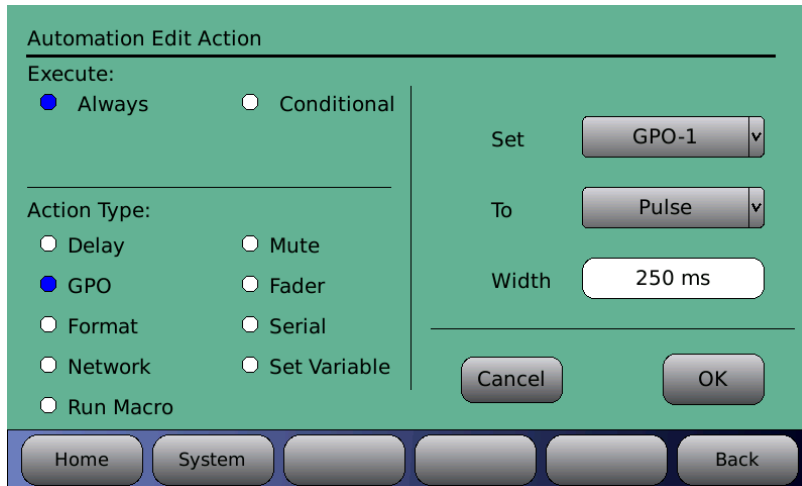 Automation Edit Action
Execute:
Always Conditional
Action Type:
Delay Mute
GPO Fader
Format Serial
Network Set Variable
Run Macro
Set GPO-1
To Pulse
Width 250 ms
Cancel OK
Home System Back